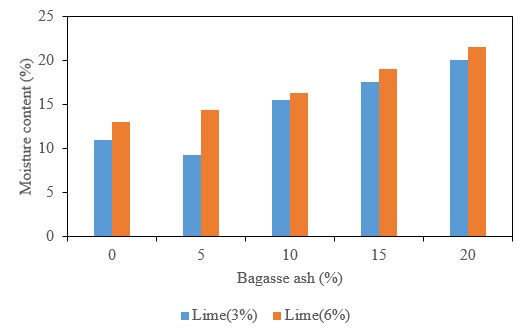 25
20
15
10
5
0
Moisture content (%)
0 5 10 15 20
Bagasse ash (%)
Lime(3%) Lime(6%)